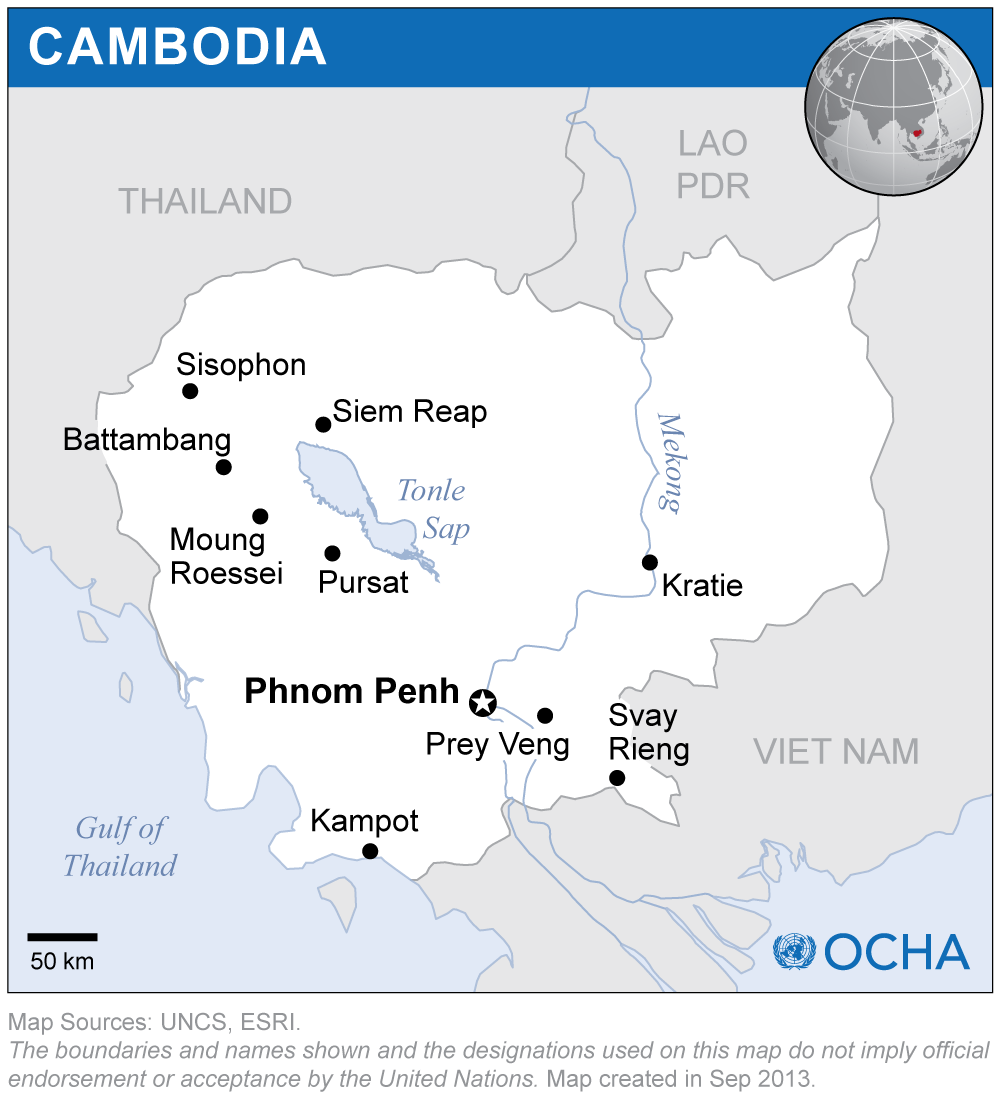 CAMBODIA
THAILAND
LAO
PDR
Sisophon
Siem Reap
Battambang
Mekong
Tonle
Sap
Moung
Roessei
Pursat
Kratie
Phnom Penh
Prey Veng
Svay
Rieng
VIET NAM
Kampot
Gulf of
Thailand
50 km
OCHA
Map Sources: UNCS, ESRI.
The boundaries and names shown and the designations used on this map do not imply official
endorsement or acceptance by the United Nations. Map created in Sep 2013.